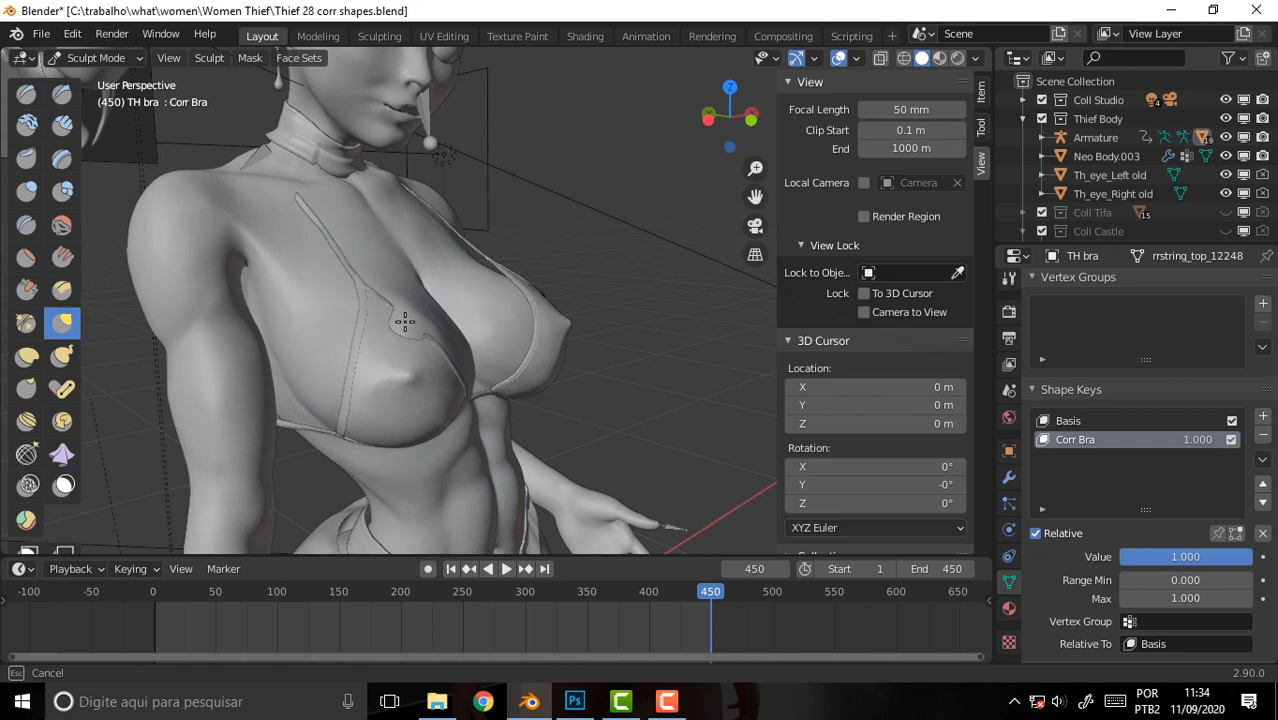 Blender* [C:\trabalho\what\women\Women Thief\Thief 28 corr shapes.blend]
File Edit Render Window Help Layout Modeling Sculpting UV Editing Texture Paint Shading Animation Rendering Compositing Scripting + Scene View Layer
Sculpt Mode View Sculpt Mask Face Sets
User Perspective
(450) TH bra : Corr Bra
Z
View
Focal Length 50 mm
Clip Start 0.1 m
End 1000 m
Local Camera Camera
Render Region
View Lock
Lock to Obje...
Lock To 3D Cursor
Camera to View
3D Cursor
Location:
X 0 m
Y 0 m
Z 0 m
Rotation:
X 0°
Y -0°
Z 0°
XYZ Euler
Item
Tool
View
Scene Collection
Coll Studio 4
Thief Body
Armature 19
Neo Body.003
Th_eye_Left old
Th_eye_Right old
Coll Tifa 15
Coll Castle
TH bra rrstring_top_12248
Vertex Groups
Shape Keys
Basis
Corr Bra 1.000
Relative
Value 1.000
Range Min 0.000
Max 1.000
Vertex Group
Relative To Basis
Playback Keying View Marker 450 Start 1 End 450
-100 -50 0 50 100 150 200 250 300 350 400 450 500 550 600 650
Esc Cancel 2.90.0
Digite aqui para pesquisar
Ps
POR
PTB2
11:34
11/09/2020